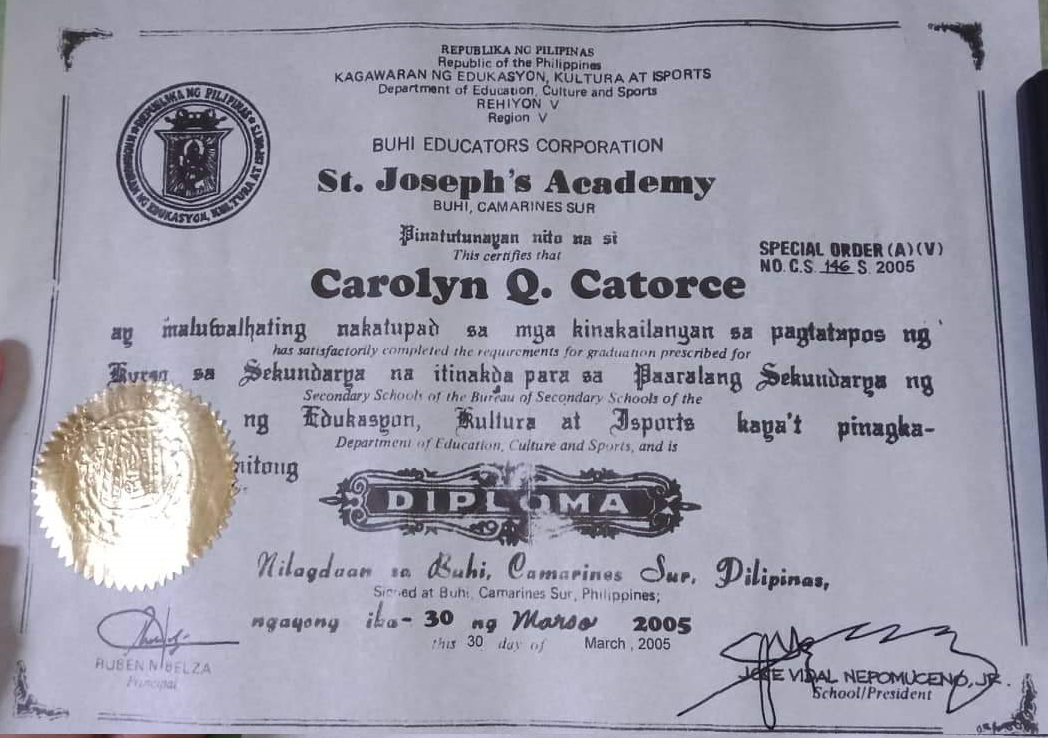 REPUBLIKA NG PILIPINAS
Republic of the Philippines
KAGAWARAN NG EDUKASYON, KULTURA AT ISPORTS
Department of Education, Culture and Sports
REHIYON V
Region V
BUHI EDUCATORS CORPORATION
St. Joseph's Academy
BUHI, CAMARINES SUR
Pinatutunayan nito na si
This certifies that
SPECIAL ORDER (A) (V)
NO. C.S. 146 S. 2005
Carolyn Q. Catorce
ay maluwalhating nakatupad sa mga kinakailangan sa pagtatapos ng
has satisfactorily completed the requirements for graduation prescribed for
Kurso sa Sekundarya na itinakda para sa Paaralang Sekundarya ng
Secondary Schools of the Bureau of Secondary Schools of the
ng Edukasyon, Kultura at Isports kaya't pinagka-
Department of Education, Culture and Sports, and is
nitong
DIPLOMA
Nilagdaan sa Buhi, Camarines Sur, Pilipinas,
Signed at Buhi, Camarines Sur, Philippines;
ngayong ika- 30 ng Marso 2005
this 30 day of March, 2005
RUBEN N BELZA
Principal
JOSE VIDAL NEPOMUCENO, JR.
School/President